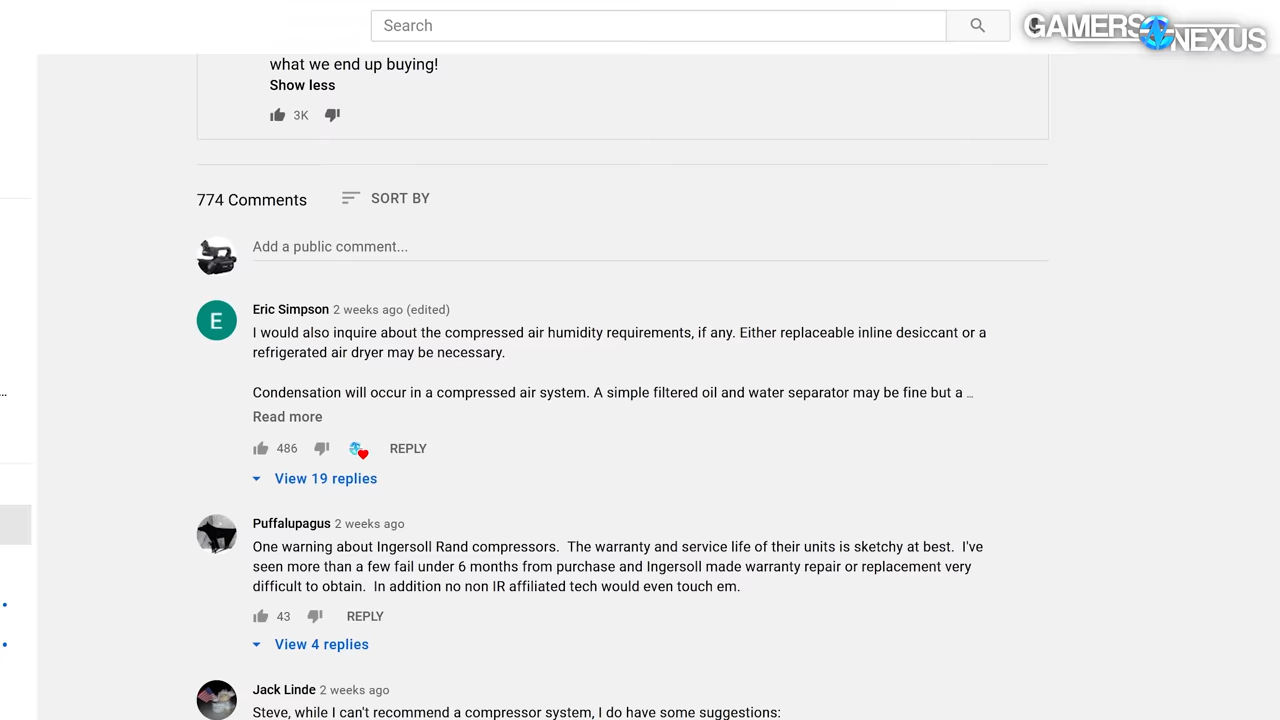 Search
GAMERS
NEXUS
what we end up buying!
Show less
3K
774 Comments
SORT BY
Add a public comment...
E
Eric Simpson 2 weeks ago (edited)
I would also inquire about the compressed air humidity requirements, if any. Either replaceable inline desiccant or a
refrigerated air dryer may be necessary.
Condensation will occur in a compressed air system. A simple filtered oil and water separator may be fine but a ...
Read more
486
REPLY
View 19 replies
Puffalupagus 2 weeks ago
One warning about Ingersoll Rand compressors.  The warranty and service life of their units is sketchy at best.  I've
seen more than a few fail under 6 months from purchase and Ingersoll made warranty repair or replacement very
difficult to obtain.  In addition no non IR affiliated tech would even touch em.
43
REPLY
View 4 replies
Jack Linde 2 weeks ago
Steve, while I can't recommend a compressor system, I do have some suggestions: